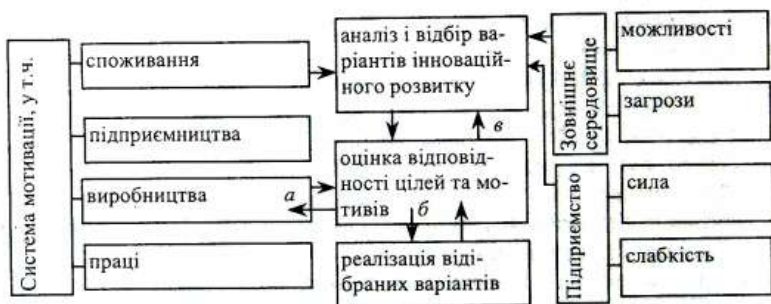 Система мотивації, у т.ч.
споживання
підприємництва
виробництва
а
праці
аналіз і відбір ва-
ріантів інновацій-
ного розвитку
в
оцінка відповід-
ності цілей та мо-
тивів
б
реалізація віді-
браних варіантів
Зовнішнє
середовище
можливості
загрози
Підприємство
сила
слабкість